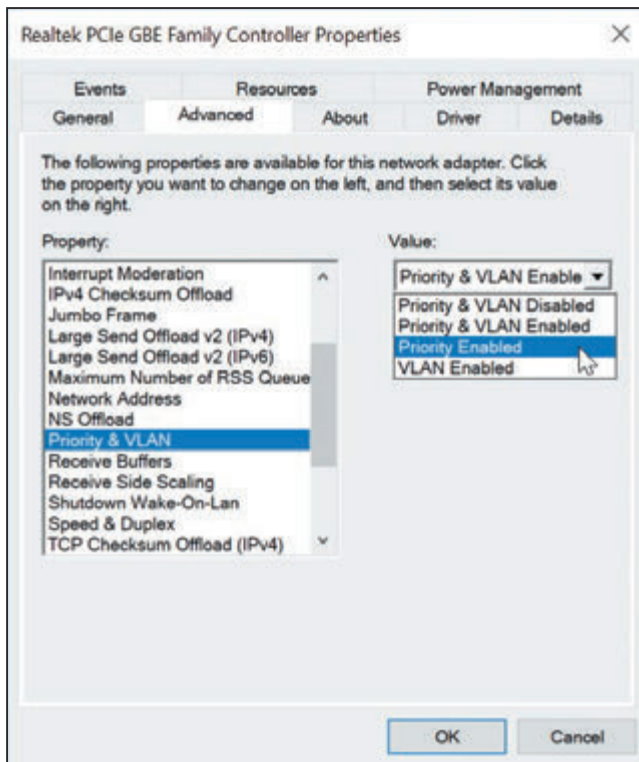 Realtek PCIe GBE Family Controller Properties
Events Resources Power Management
General Advanced About Driver Details
The following properties are available for this network adapter. Click
the property you want to change on the left, and then select its value
on the right.
Property:
Value:
Interrupt Moderation
IPv4 Checksum Offload
Jumbo Frame
Large Send Offload v2 (IPv4)
Large Send Offload v2 (IPv6)
Maximum Number of RSS Queue
Network Address
NS Offload
Priority & VLAN
Receive Buffers
Receive Side Scaling
Shutdown Wake-On-Lan
Speed & Duplex
TCP Checksum Offload (IPv4)
Priority & VLAN Enable
Priority & VLAN Disabled
Priority & VLAN Enabled
Priority Enabled
VLAN Enabled
OK Cancel